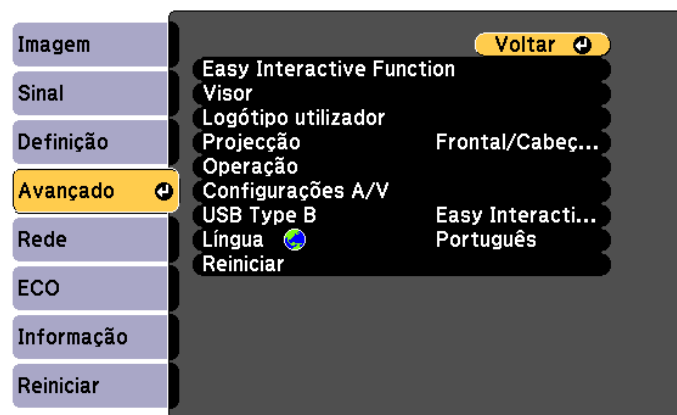 Imagem
Sinal
Definição
Avançado
Rede
ECO
Informação
Reiniciar
Voltar
Easy Interactive Function
Visor
Logótipo utilizador
Projecção Frontal/Cabeç...
Operação
Configurações A/V
USB Type B Easy Interacti...
Língua Português
Reiniciar